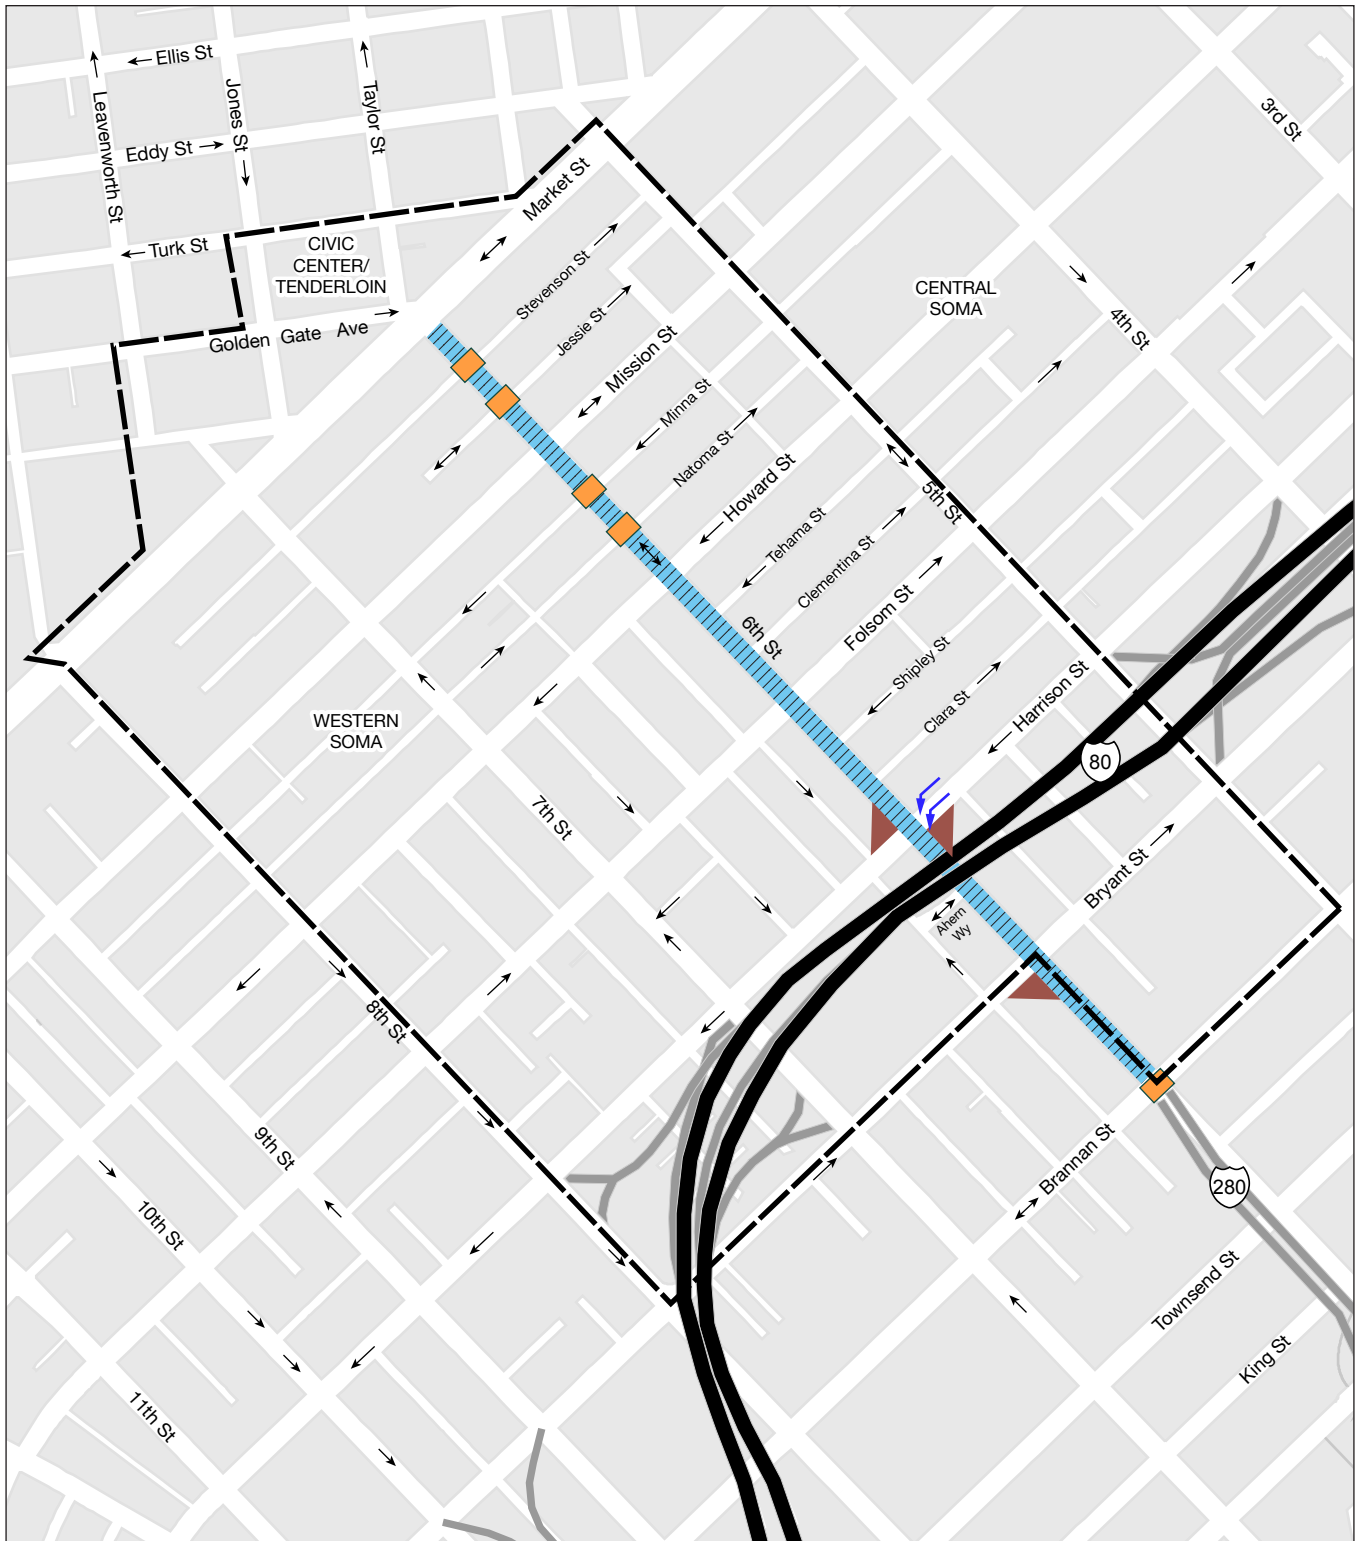 Ellis St
Leavenworth St
Jones St
Taylor St
3rd St
Eddy St
Market St
Turk St
CIVIC
CENTER/
TENDERLOIN
Stevenson St
CENTRAL
SOMA
Golden Gate Ave
Jessie St
4th St
Mission St
Minna St
Natoma St
Howard St
5th St
Tehama St
Clementina St
Folsom St
6th St
Shipley St
Clara St
Harrison St
WESTERN
SOMA
80
7th St
Bryant St
Ahern
Wy
8th St
9th St
Brannan St
280
10th St
Townsend St
King St
11th St